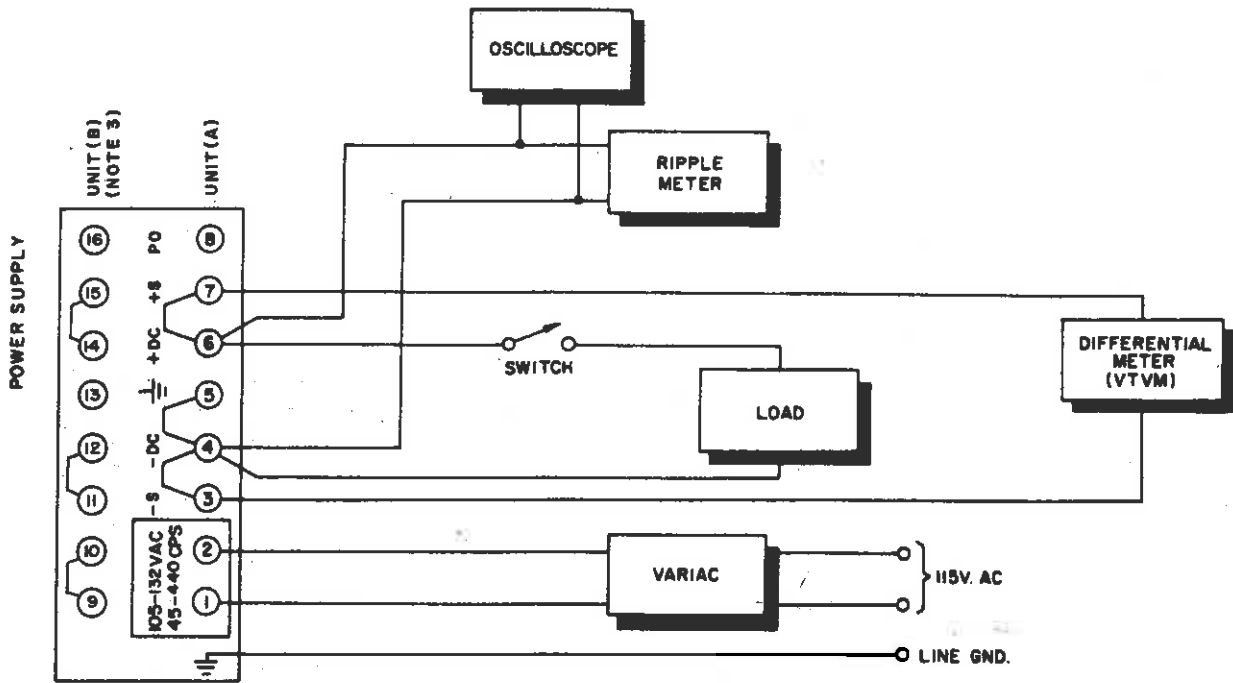 OSCILLOSCOPE
RIPPLE
METER
UNIT(B)
(NOTE 3)
UNIT(A)
POWER SUPPLY
16
PO
8
15
+S
7
14
+DC
6
13
5
12
-DC
4
11
-S
3
10
2
9
1
105-132VAC
45-440CPS
SWITCH
LOAD
DIFFERENTIAL
METER
(VTVM)
VARIAC
115V. AC
LINE GND.